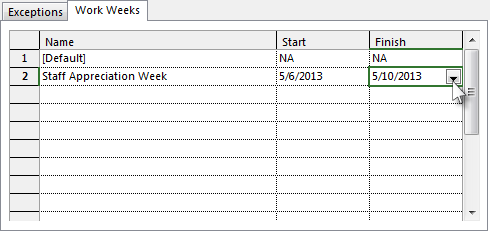 Exceptions Work Weeks
Name Start Finish
1 [Default] NA NA
2 Staff Appreciation Week 5/6/2013 5/10/2013